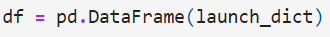 df = pd.DataFrame(launch_dict)